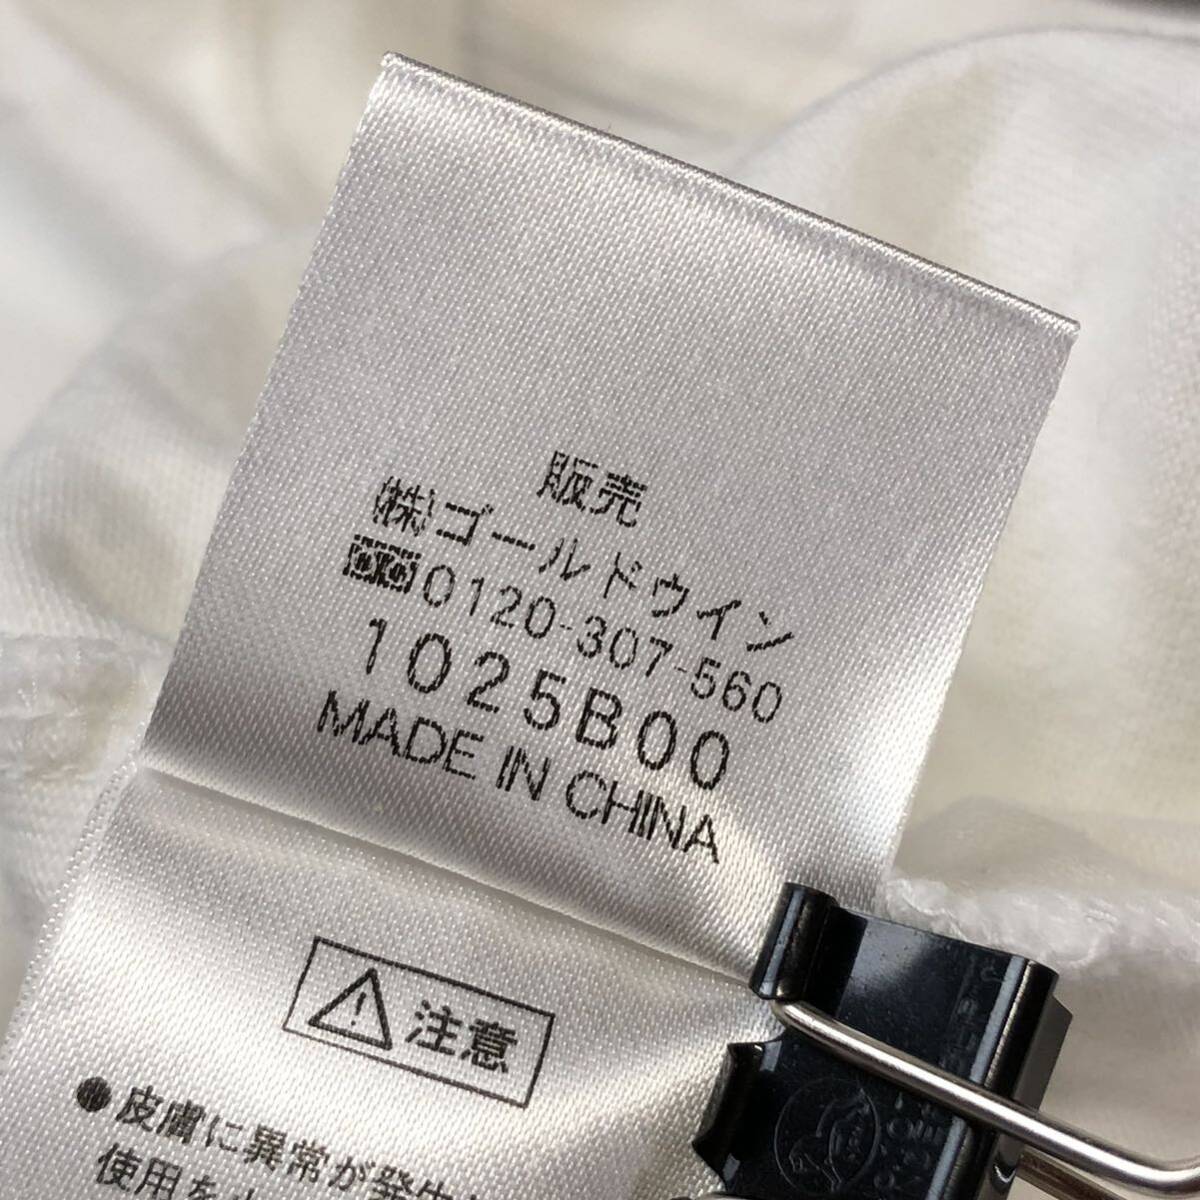 販売
㈱ゴールドウイン
0120-307-560
1025B00
MADE IN CHINA
注意
●皮膚に異常が発生
使用を